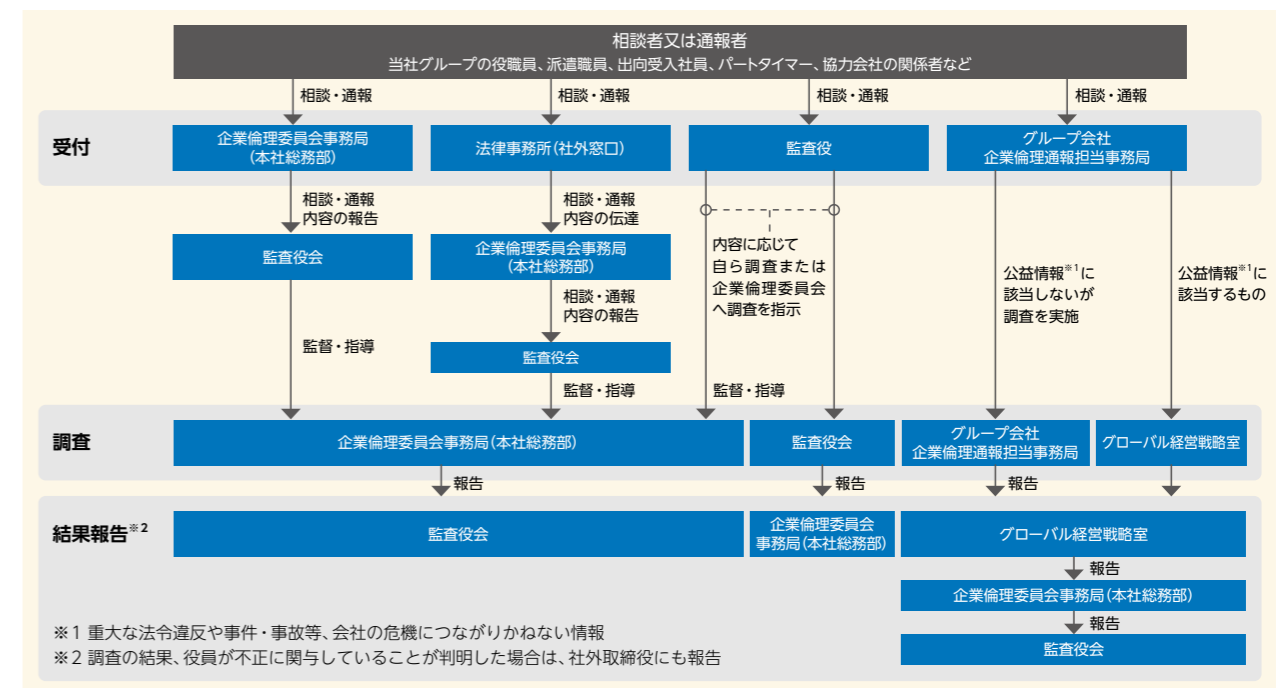 相談者又は通報者
当社グループの役職員、派遣職員、出向受入社員、パートタイマー、協力会社の関係者など
相談・通報
相談・通報
相談・通報
相談・通報
受付
企業倫理委員会事務局
(本社総務部)
法律事務所(社外窓口)
監査役
グループ会社
企業倫理通報担当事務局
相談・通報
内容の報告
相談・通報
内容の伝達
監査役会
企業倫理委員会事務局
(本社総務部)
内容に応じて
自ら調査または
企業倫理委員会
へ調査を指示
公益情報※1に
該当しないが
調査を実施
公益情報※1に
該当するもの
相談・通報
内容の報告
監督・指導
監査役会
監督・指導
監督・指導
調査
企業倫理委員会事務局(本社総務部)
監査役会
グループ会社
企業倫理通報担当事務局
グローバル経営戦略室
報告
報告
報告
結果報告※2
監査役会
企業倫理委員会
事務局(本社総務部)
グローバル経営戦略室
報告
企業倫理委員会事務局(本社総務部)
報告
監査役会
※1 重大な法令違反や事件・事故等、会社の危機につながりかねない情報
※2 調査の結果、役員が不正に関与していることが判明した場合は、社外取締役にも報告